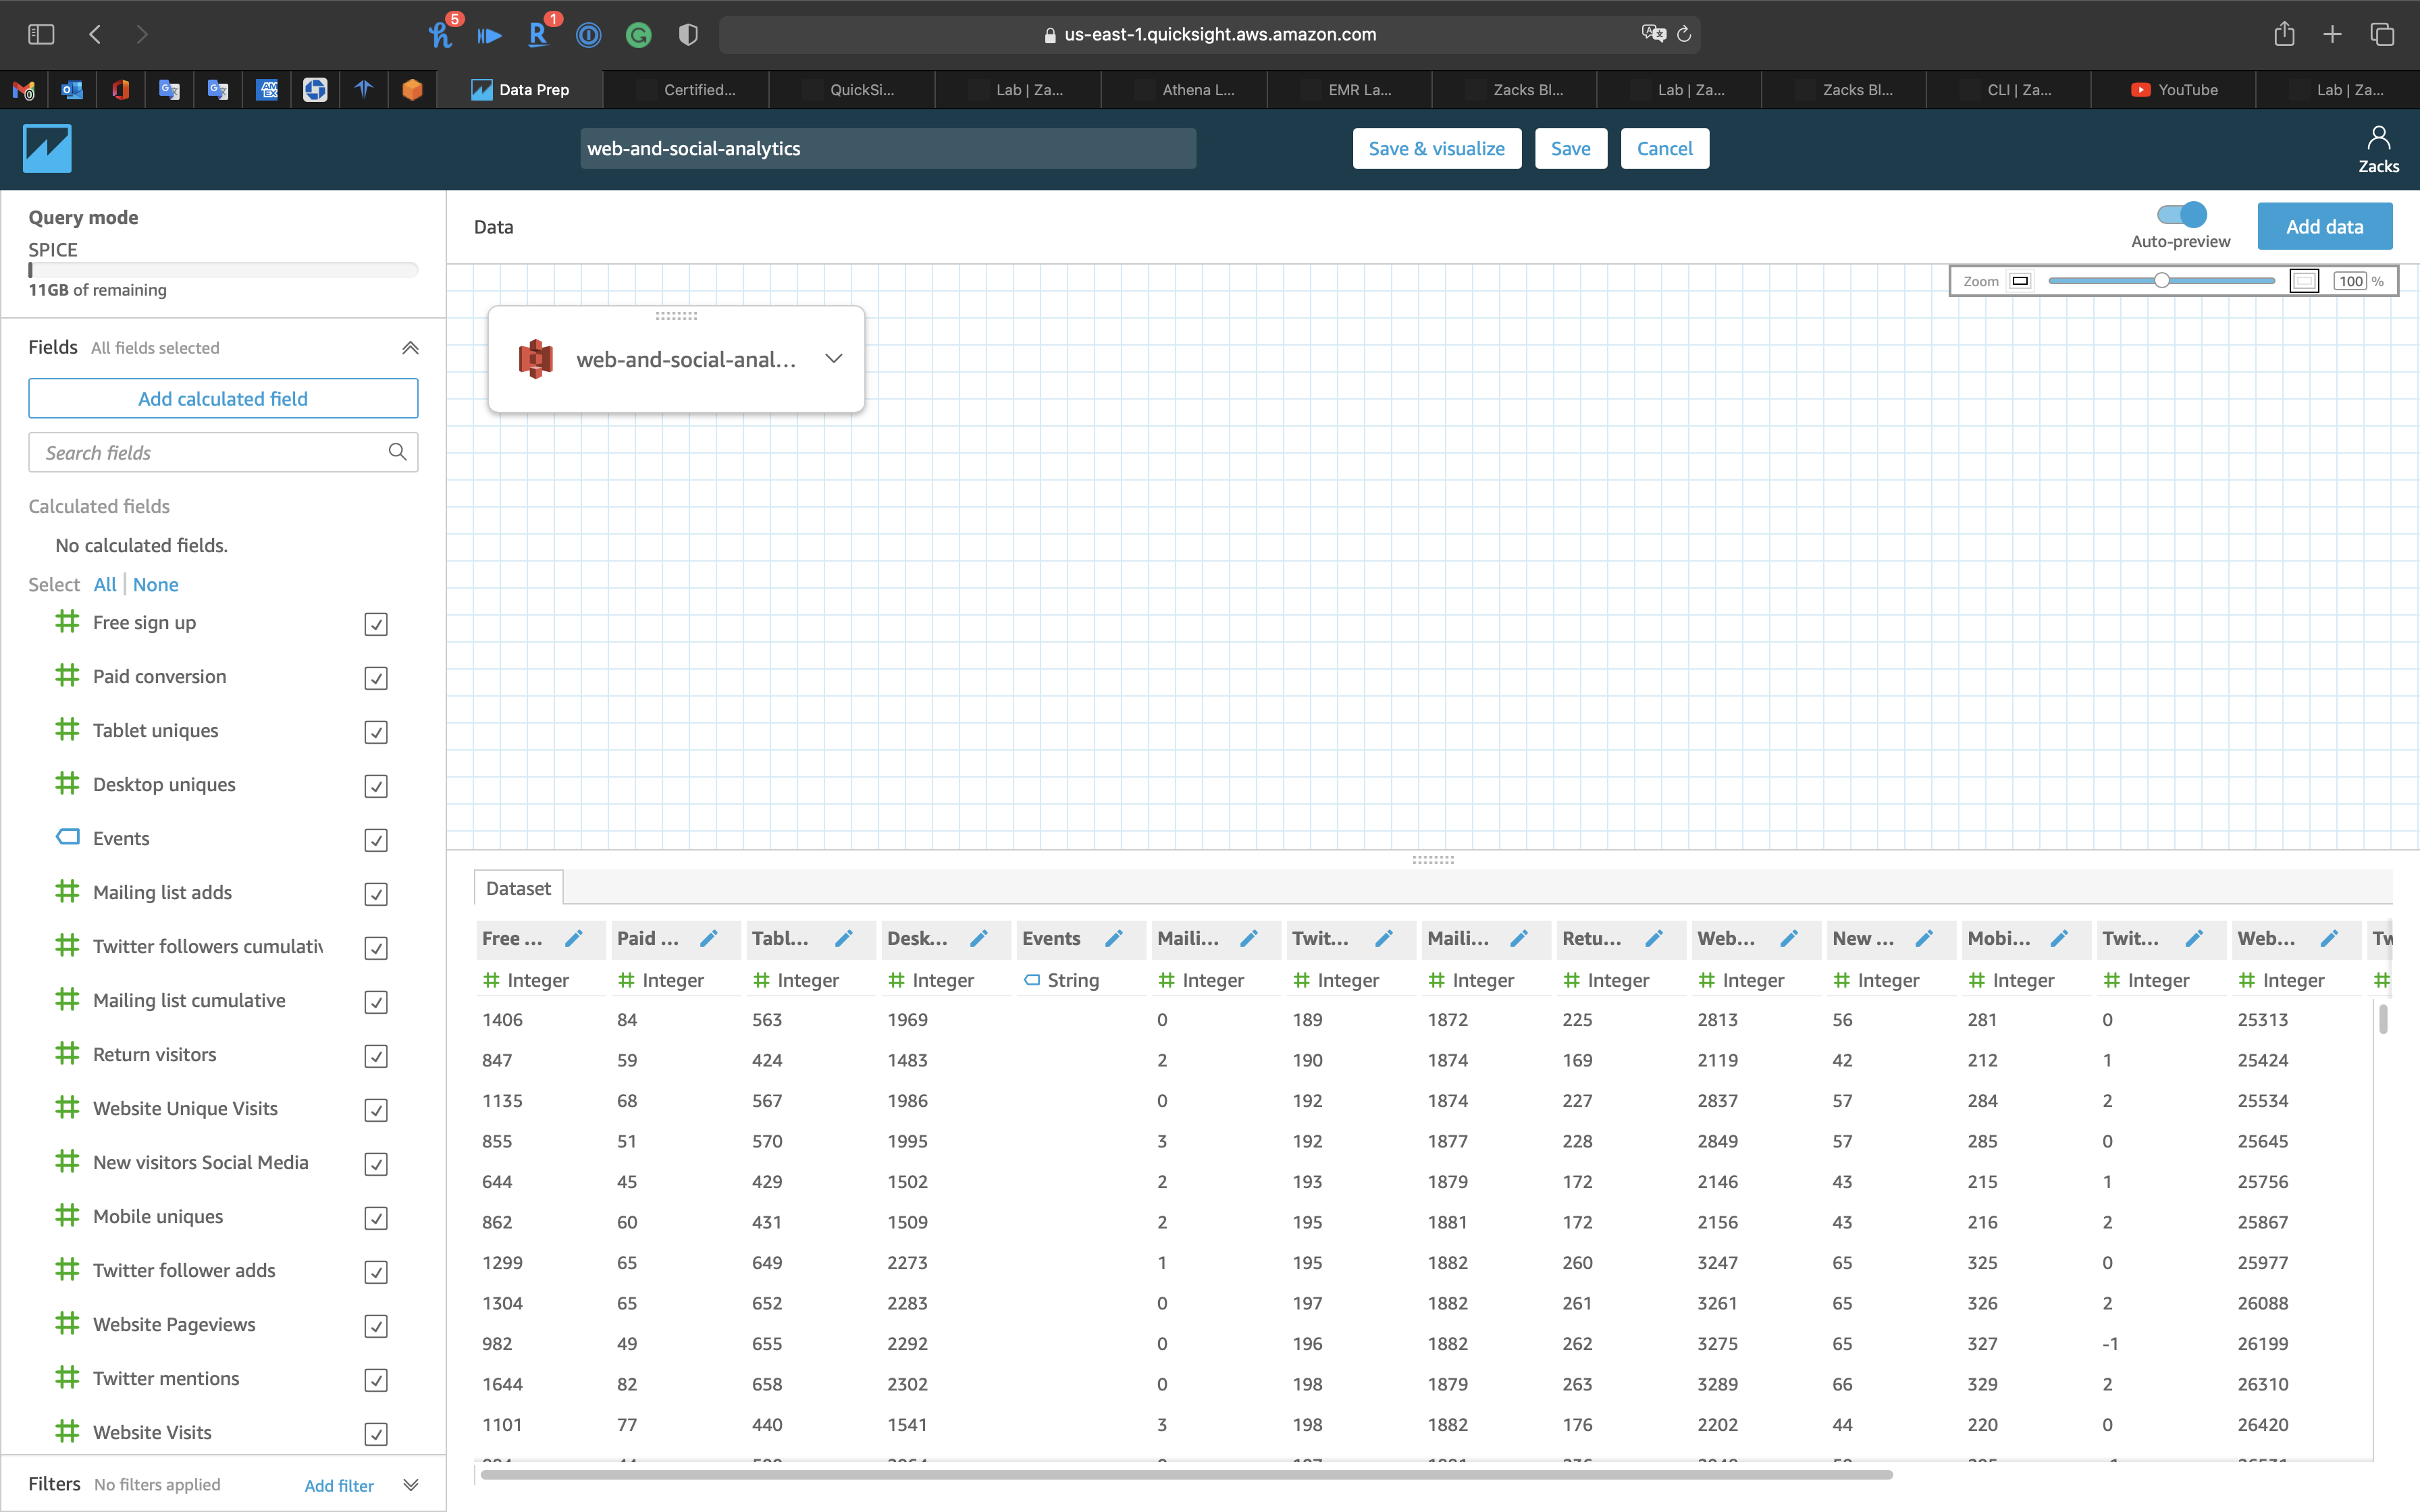 5
1
us-east-1.quicksight.aws.amazon.com
Data Prep
Certified...
QuickSi...
Lab | Za...
Athena L...
EMR La...
Zacks Bl...
Lab | Za...
Zacks Bl...
CLI | Za...
YouTube
Lab | Za...
web-and-social-analytics
Save & visualize
Save
Cancel
Zacks
Query mode
SPICE
11GB of remaining
Data
Auto-preview
Add data
Zoom
100 %
web-and-social-anal...
Fields All fields selected
Add calculated field
Search fields
Calculated fields
No calculated fields.
Select All | None
Free sign up
Paid conversion
Tablet uniques
Desktop uniques
Events
Mailing list adds
Twitter followers cumulativ
Mailing list cumulative
Return visitors
Website Unique Visits
New visitors Social Media
Mobile uniques
Twitter follower adds
Website Pageviews
Twitter mentions
Website Visits
Filters No filters applied Add filter
Dataset
Free ... Paid ... Tabl... Desk... Events Maili... Twit... Maili... Retu... Web... New ... Mobi... Twit... Web... Tw
Integer Integer Integer Integer String Integer Integer Integer Integer Integer Integer Integer Integer Integer
1406 84 563 1969 0 189 1872 225 2813 56 281 0 25313
847 59 424 1483 2 190 1874 169 2119 42 212 1 25424
1135 68 567 1986 0 192 1874 227 2837 57 284 2 25534
855 51 570 1995 3 192 1877 228 2849 57 285 0 25645
644 45 429 1502 2 193 1879 172 2146 43 215 1 25756
862 60 431 1509 2 195 1881 172 2156 43 216 2 25867
1299 65 649 2273 1 195 1882 260 3247 65 325 0 25977
1304 65 652 2283 0 197 1882 261 3261 65 326 2 26088
982 49 655 2292 0 196 1882 262 3275 65 327 -1 26199
1644 82 658 2302 0 198 1879 263 3289 66 329 2 26310
1101 77 440 1541 3 198 1882 176 2202 44 220 0 26420